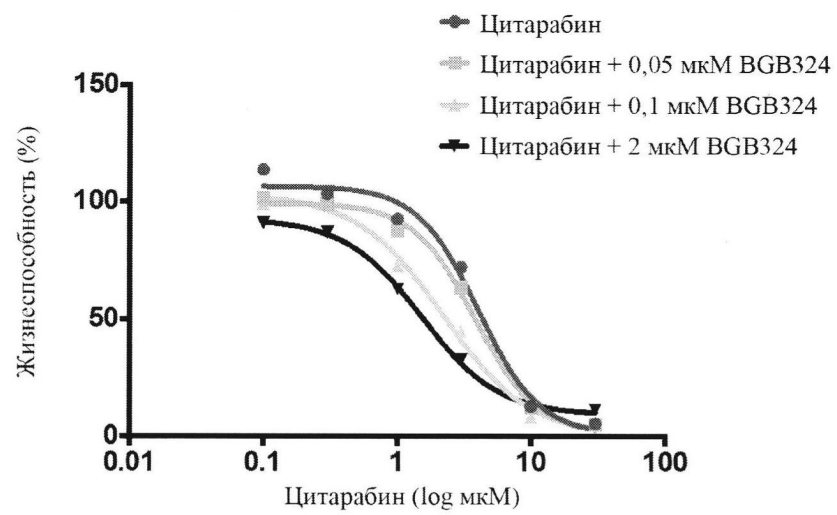 Цитарабин
Цитарабин + 0,05 мкМ BGB324
Цитарабин + 0,1 мкМ BGB324
Цитарабин + 2 мкМ BGB324
Жизнеспособность (%)
150
100
50
0
0.01
0.1
1
10
100
Цитарабин (log мкМ)